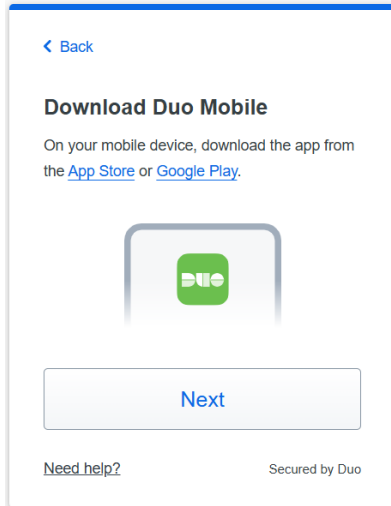 Back
Download Duo Mobile
On your mobile device, download the app from
the App Store or Google Play.
DUO
Next
Need help?
Secured by Duo